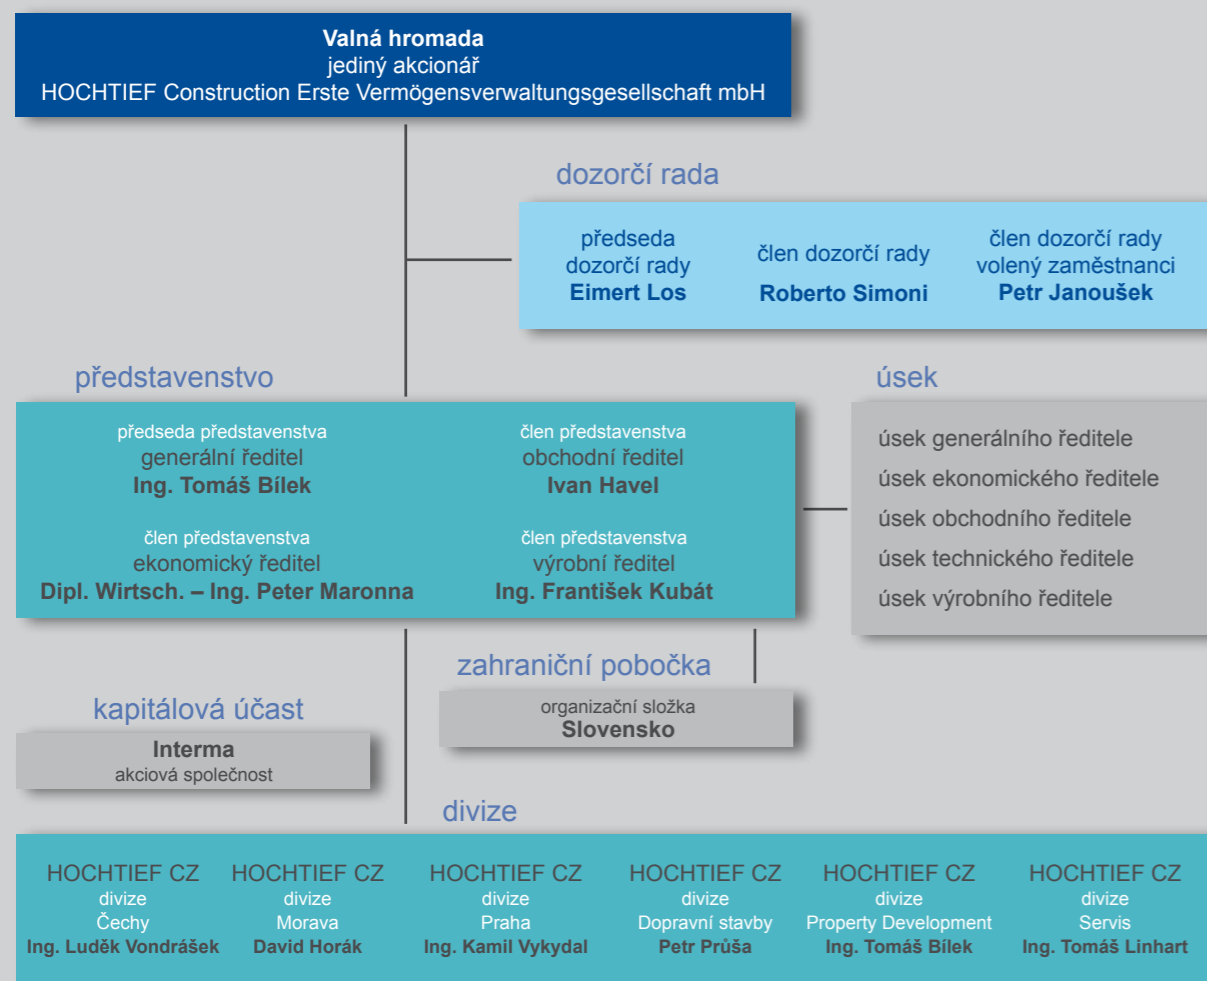 Valná hromada
jediný akcionář
HOCHTIEF Construction Erste Vermögensverwaltungsgesellschaft mbH
dozorčí rada
předseda
dozorčí rady
Eimert Los
člen dozorčí rady
Roberto Simoni
člen dozorčí rady
volený zaměstnanci
Petr Janoušek
představenstvo
předseda představenstva
generální ředitel
Ing. Tomáš Bílek
člen představenstva
obchodní ředitel
Ivan Havel
člen představenstva
ekonomický ředitel
Dipl. Wirtsch. – Ing. Peter Maronna
člen představenstva
výrobní ředitel
Ing. František Kubát
úsek
úsek generálního ředitele
úsek ekonomického ředitele
úsek obchodního ředitele
úsek technického ředitele
úsek výrobního ředitele
zahraniční pobočka
organizační složka
Slovensko
kapitálová účast
Interma
akciová společnost
divize
HOCHTIEF CZ
divize
Čechy
Ing. Luděk Vondrášek
HOCHTIEF CZ
divize
Morava
David Horák
HOCHTIEF CZ
divize
Praha
Ing. Kamil Vykydal
HOCHTIEF CZ
divize
Dopravní stavby
Petr Průša
HOCHTIEF CZ
divize
Property Development
Ing. Tomáš Bílek
HOCHTIEF CZ
divize
Servis
Ing. Tomáš Linhart